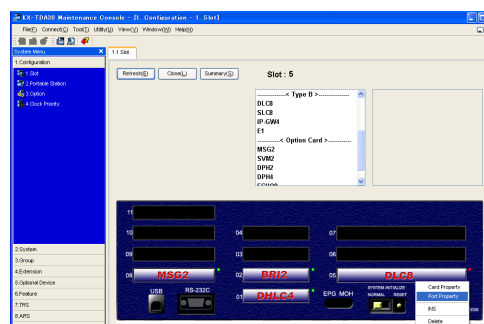 KX-TDA30 Maintenance Console - [1. Configuration - 1. Slot]
File(F) Connect(C) Tool(T) Utility(U) View(V) Window(W) Help(H)
System Menu
1.Configuration
1.Slot
2.Portable Station
3.Option
4.Clock Priority
2.System
3.Group
4.Extension
5.Optional Device
6.Feature
7.TRS
8.ARS
1.1 Slot
Refresh(E) Close(L) Summary(S) Slot : 5
-------------< Type B >-------------
DLC8
SLC8
IP-GW4
E1
-----------< Option Card >-----------
MSG2
SVM2
DPH2
DPH4
11
10 04 07
09 03 06
08 MSG2 02 BRI2 05 DLC8
USB RS-232C 01 DHLC4 EPG MOH
SYSTEM INITIALIZE
NORMAL RESET
Card Property
Port Property
INS
Delete